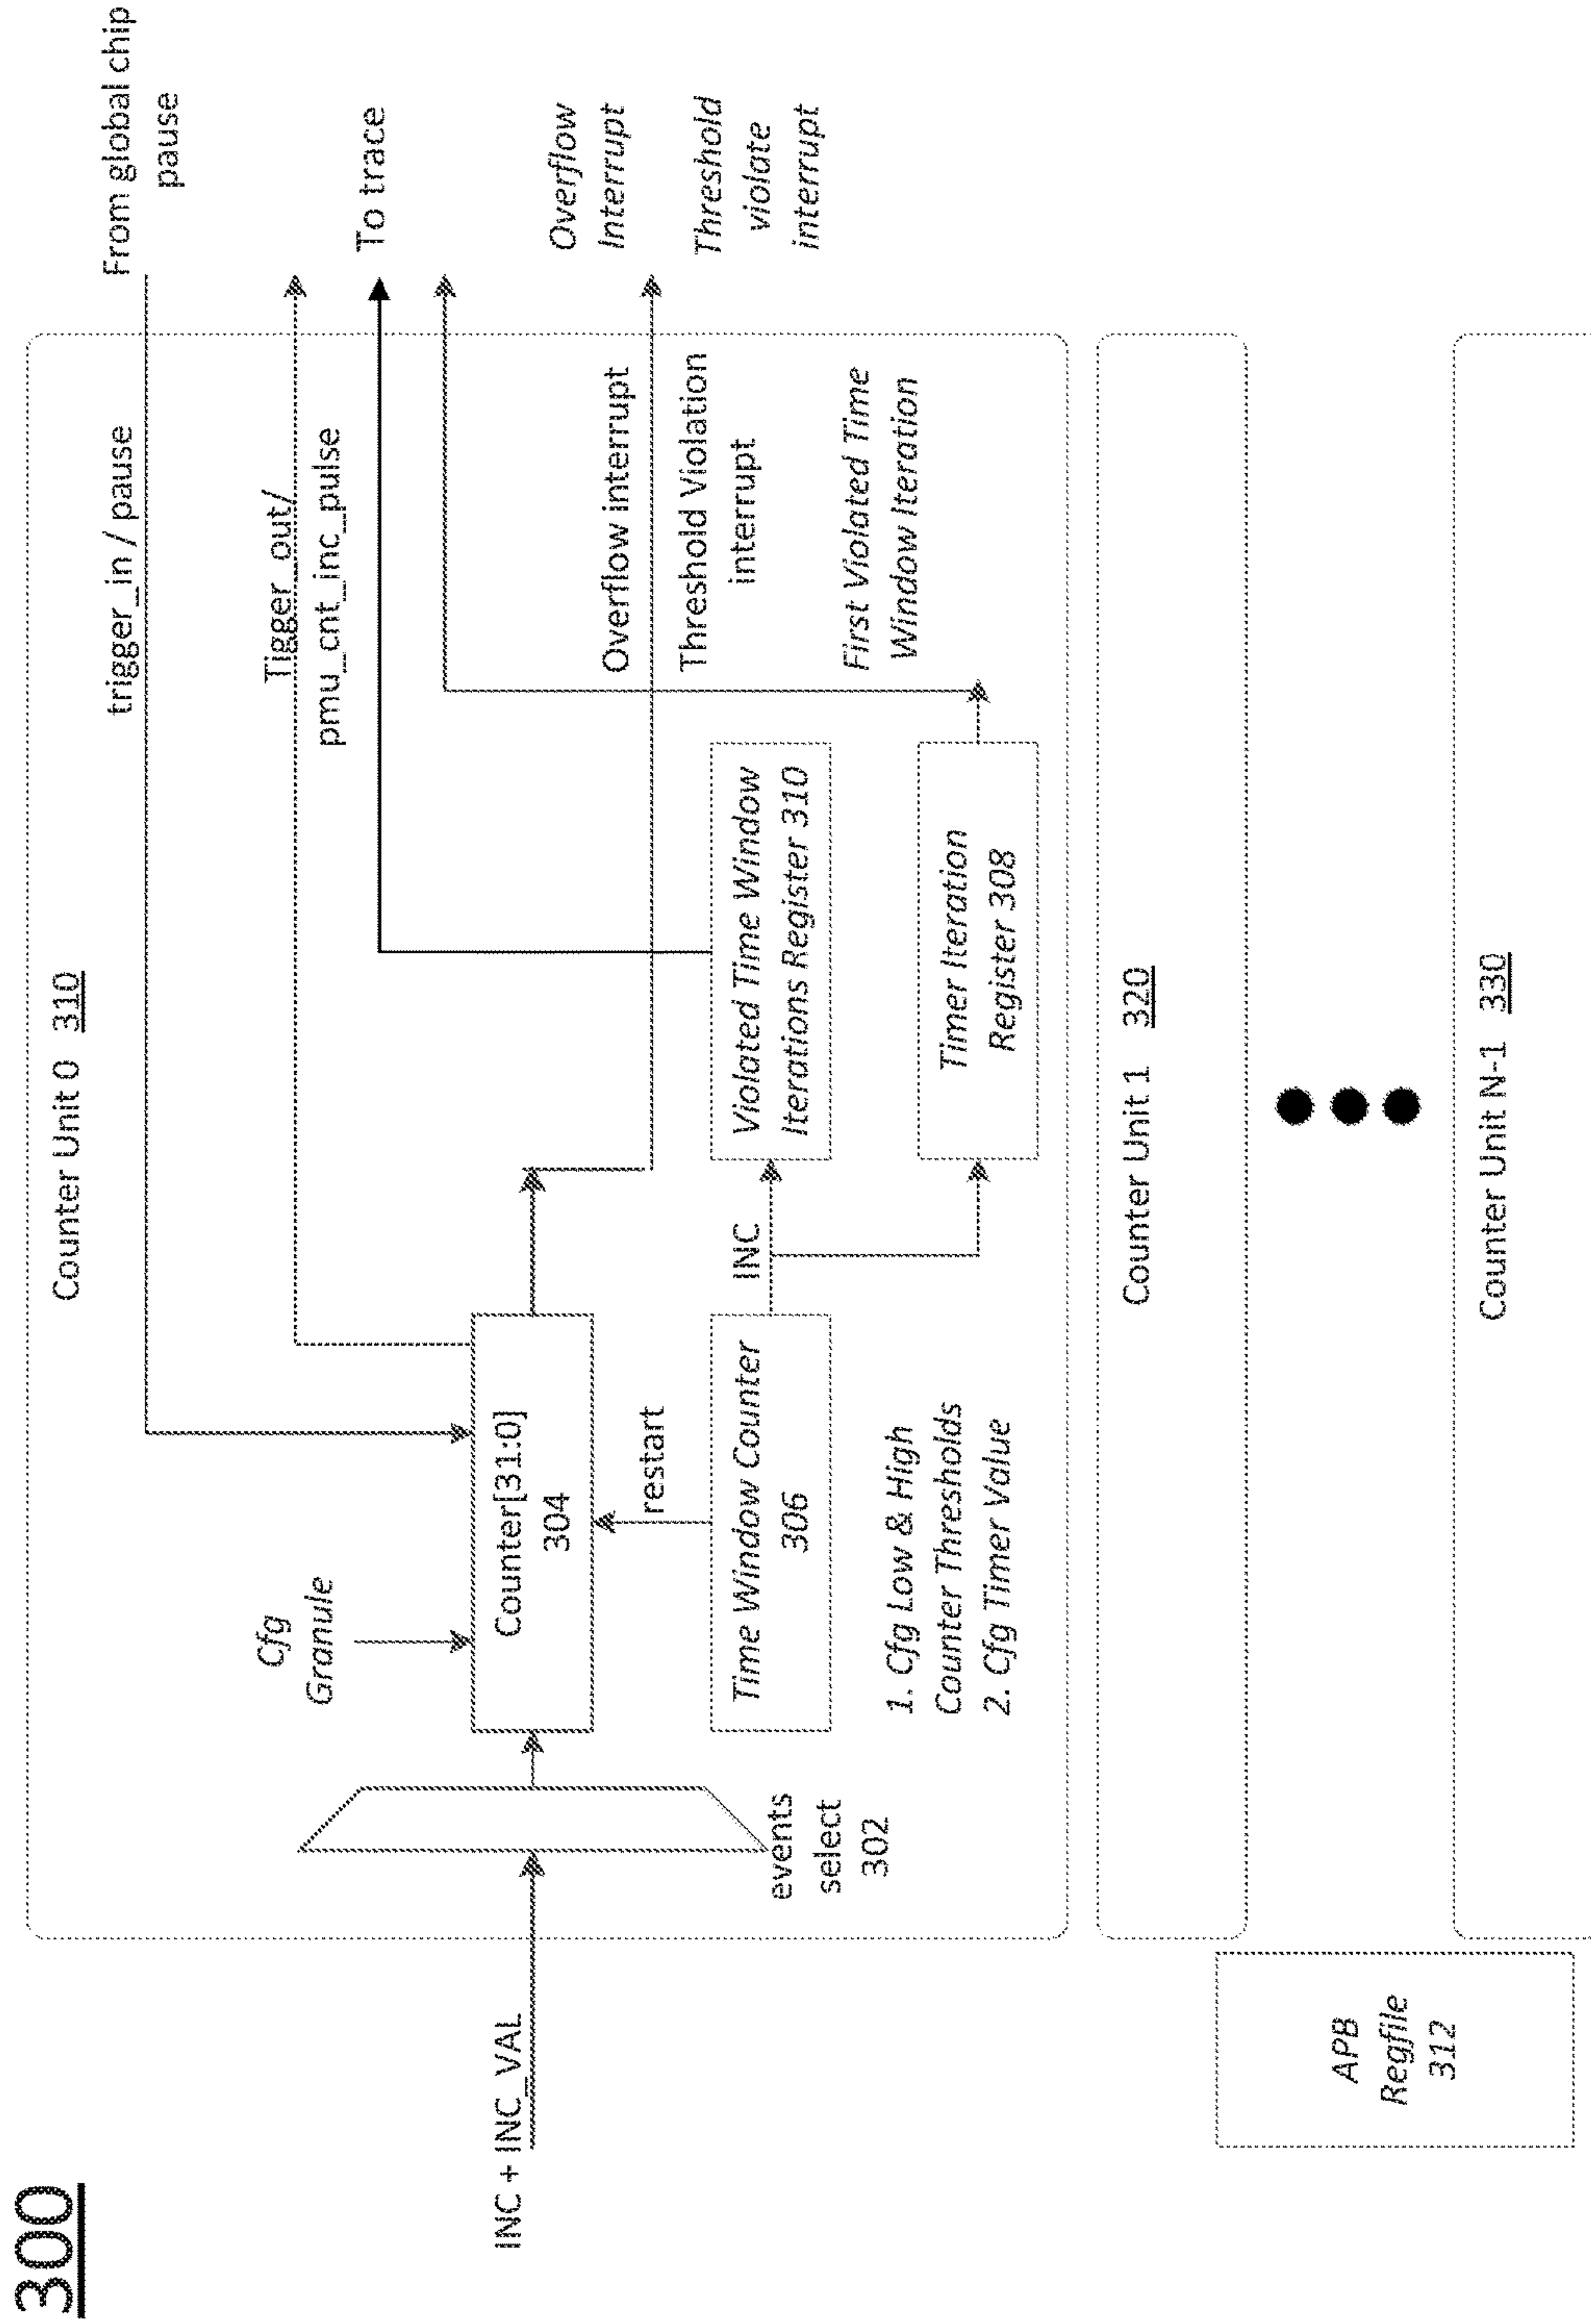 300
Counter Unit 0 310
From global chip
pause
trigger_in / pause
Tigger_out/
pmu_cnt_inc_pulse
To trace
Cfg
Granule
INC + INC_VAL
events
select
302
Counter[31:0]
304
restart
Time Window Counter
306
1. Cfg Low & High
Counter Thresholds
2. Cfg Timer Value
INC
Violated Time Window
Iterations Register 310
Timer Iteration
Register 308
Overflow interrupt
Threshold Violation
interrupt
First Violated Time
Window Iteration
Overflow
Interrupt
Threshold
violate
interrupt
Counter Unit 1 320
APB
Regfile
312
Counter Unit N-1 330